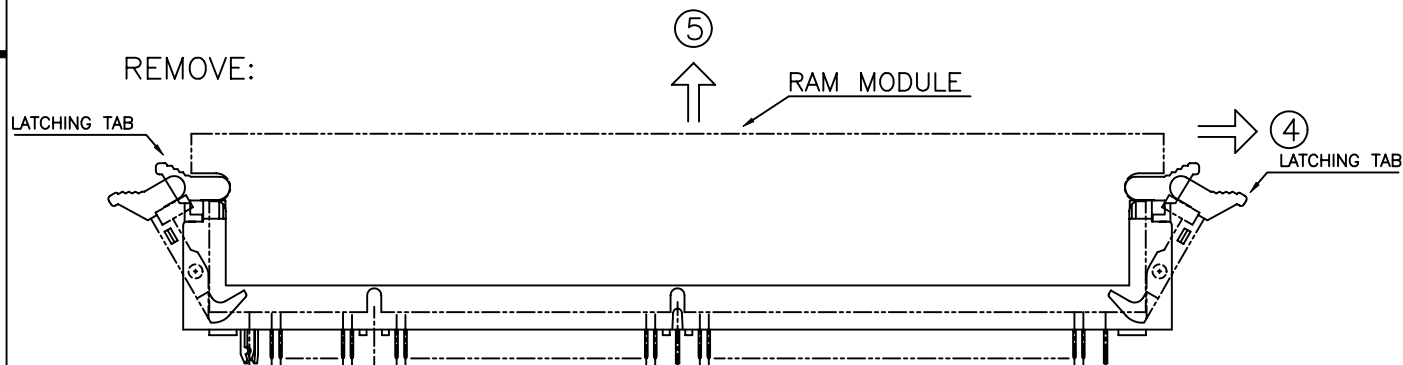 ⑤
REMOVE:
RAM MODULE
LATCHING TAB
④
LATCHING TAB